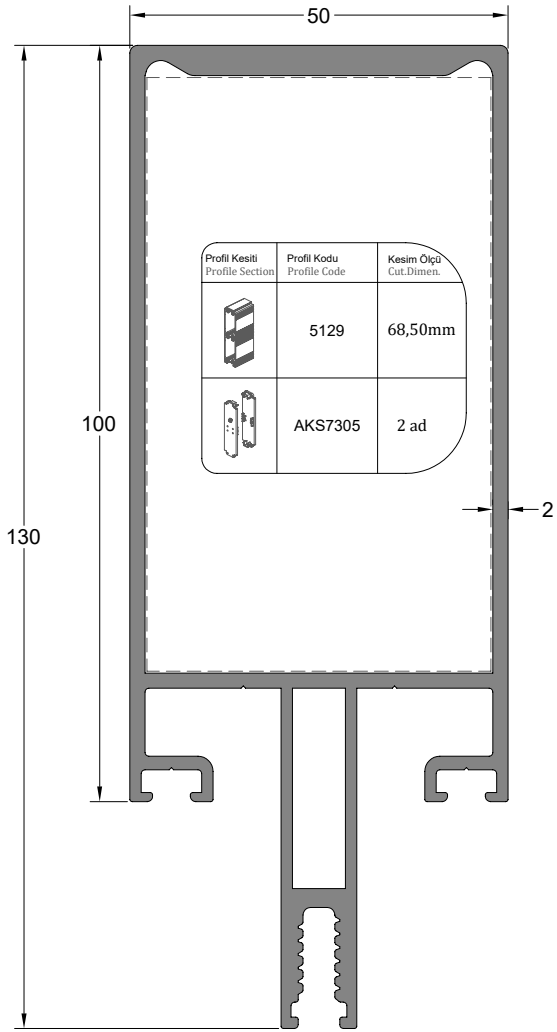 50
Profil Kesiti
Profile Section
Profil Kodu
Profile Code
Kesim Ölçü
Cut.Dimen.
5129
68,50mm
100
AKS7305
2 ad
2
130